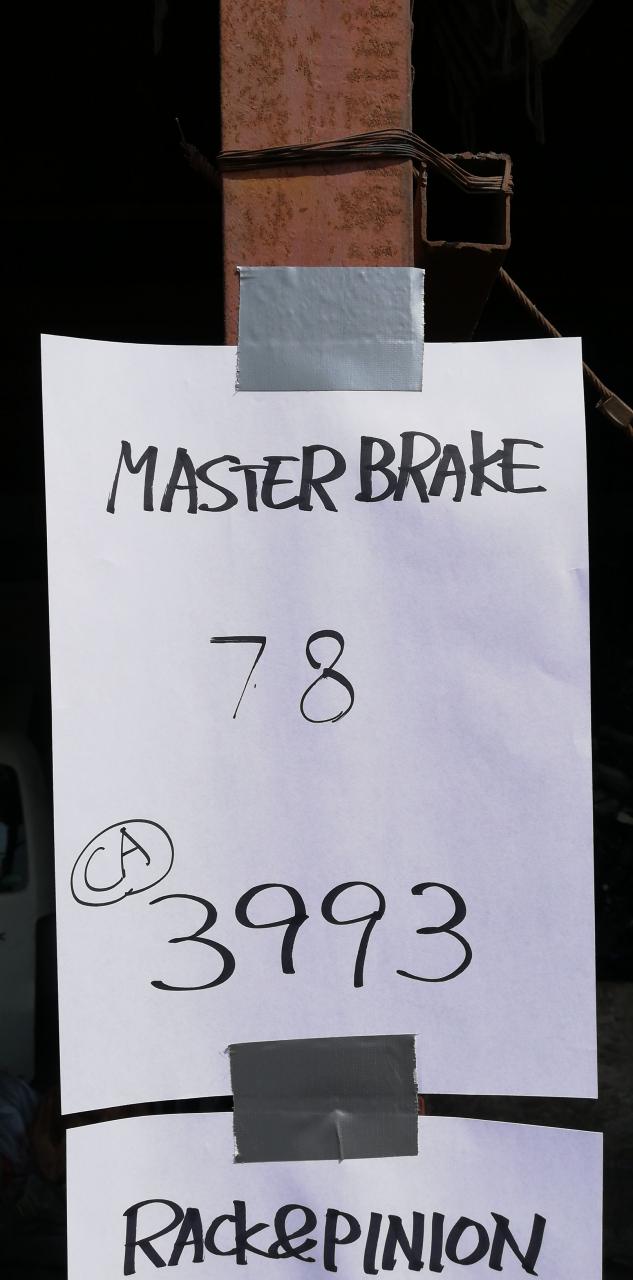 MASTER BRAKE
78
CA
3993
RACK&PINION